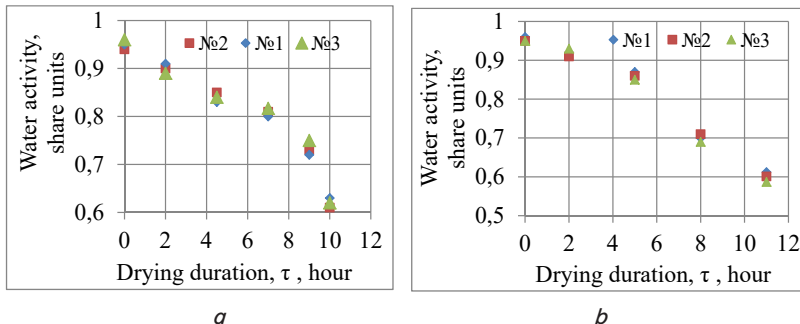 Water activity,
share units
1
0,9
0,8
0,7
0,6
№2 №1 №3
0 2 4 6 8 10 12
Drying duration, τ , hour
a
Water activity,
share units
1
0,9
0,8
0,7
0,6
0,5
№1 №2 №3
0 2 4 6 8 10 12
Drying duration, τ , hour
b